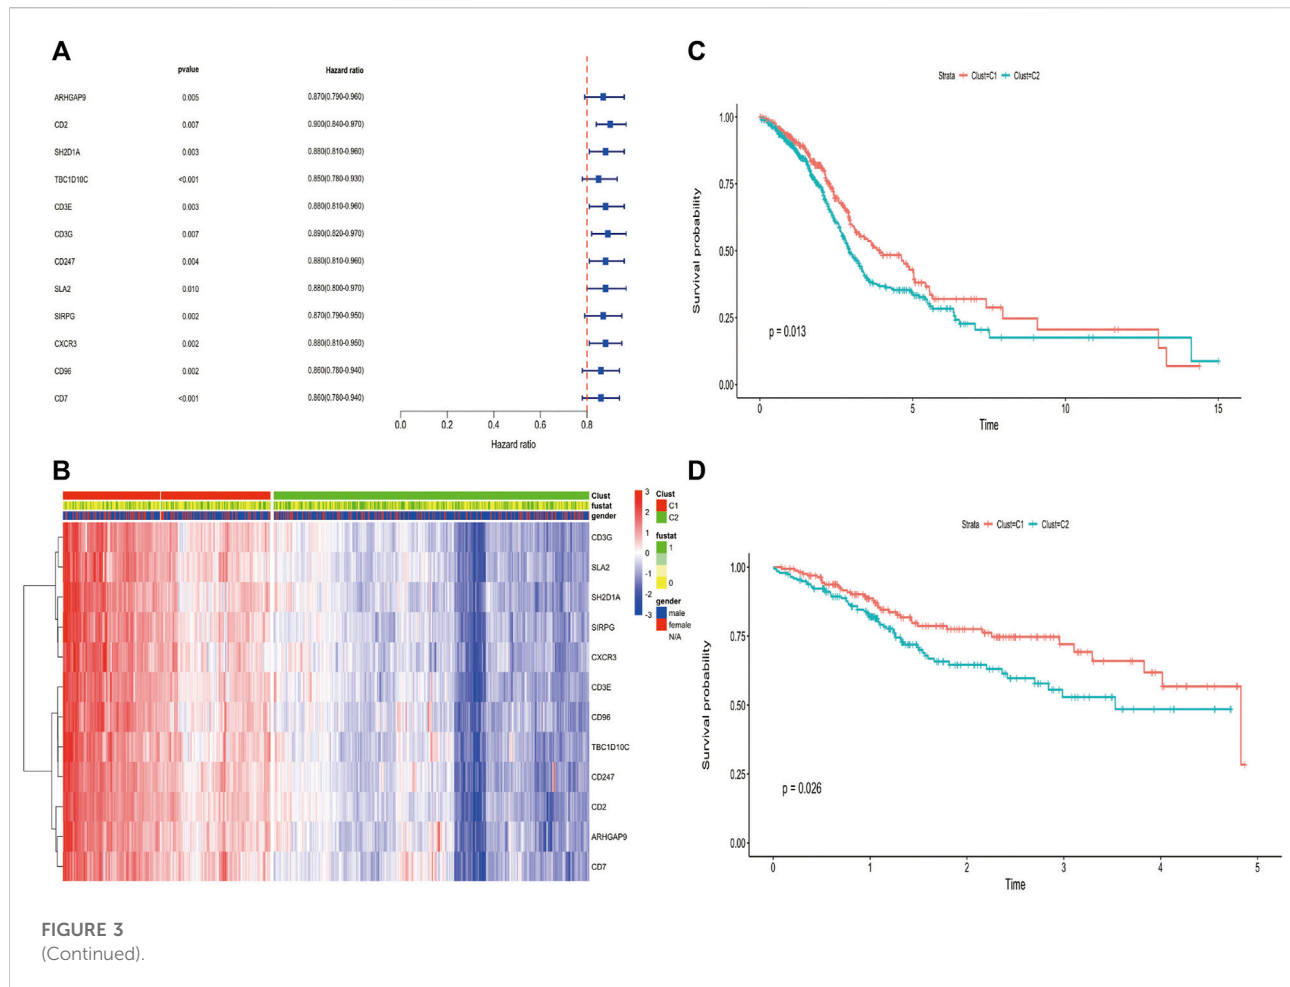 A
pvalue Hazard ratio
ARHGAP9 0.005 0.870(0.790-0.960)
CD2 0.007 0.900(0.840-0.970)
SH2D1A 0.003 0.880(0.810-0.960)
TBC1D10C <0.001 0.850(0.780-0.930)
CD3E 0.003 0.880(0.810-0.960)
CD3G 0.007 0.890(0.820-0.970)
CD247 0.004 0.880(0.810-0.960)
SLA2 0.010 0.880(0.800-0.970)
SIRPG 0.002 0.870(0.790-0.950)
CXCR3 0.002 0.880(0.810-0.950)
CD96 0.002 0.860(0.780-0.940)
CD7 <0.001 0.860(0.780-0.940)
0.0 0.2 0.4 0.6 0.8
Hazard ratio
B
Clust
fustat
gender
CD3G
SLA2
SH2D1A
SIRPG
CXCR3
CD3E
CD96
TBC1D10C
CD247
CD2
ARHGAP9
CD7
3
2
1
0
-1
-2
-3
Clust
C1
C2
fustat
1
0
gender
male
female
N/A
C
Strata Clust=C1 Clust=C2
Survival probability
1.00
0.75
0.50
0.25
0.00
p = 0.013
0 5 10 15
Time
D
Strata Clust=C1 Clust=C2
Survival probability
1.00
0.75
0.50
0.25
0.00
p = 0.026
0 1 2 3 4 5
Time
FIGURE 3
(Continued).